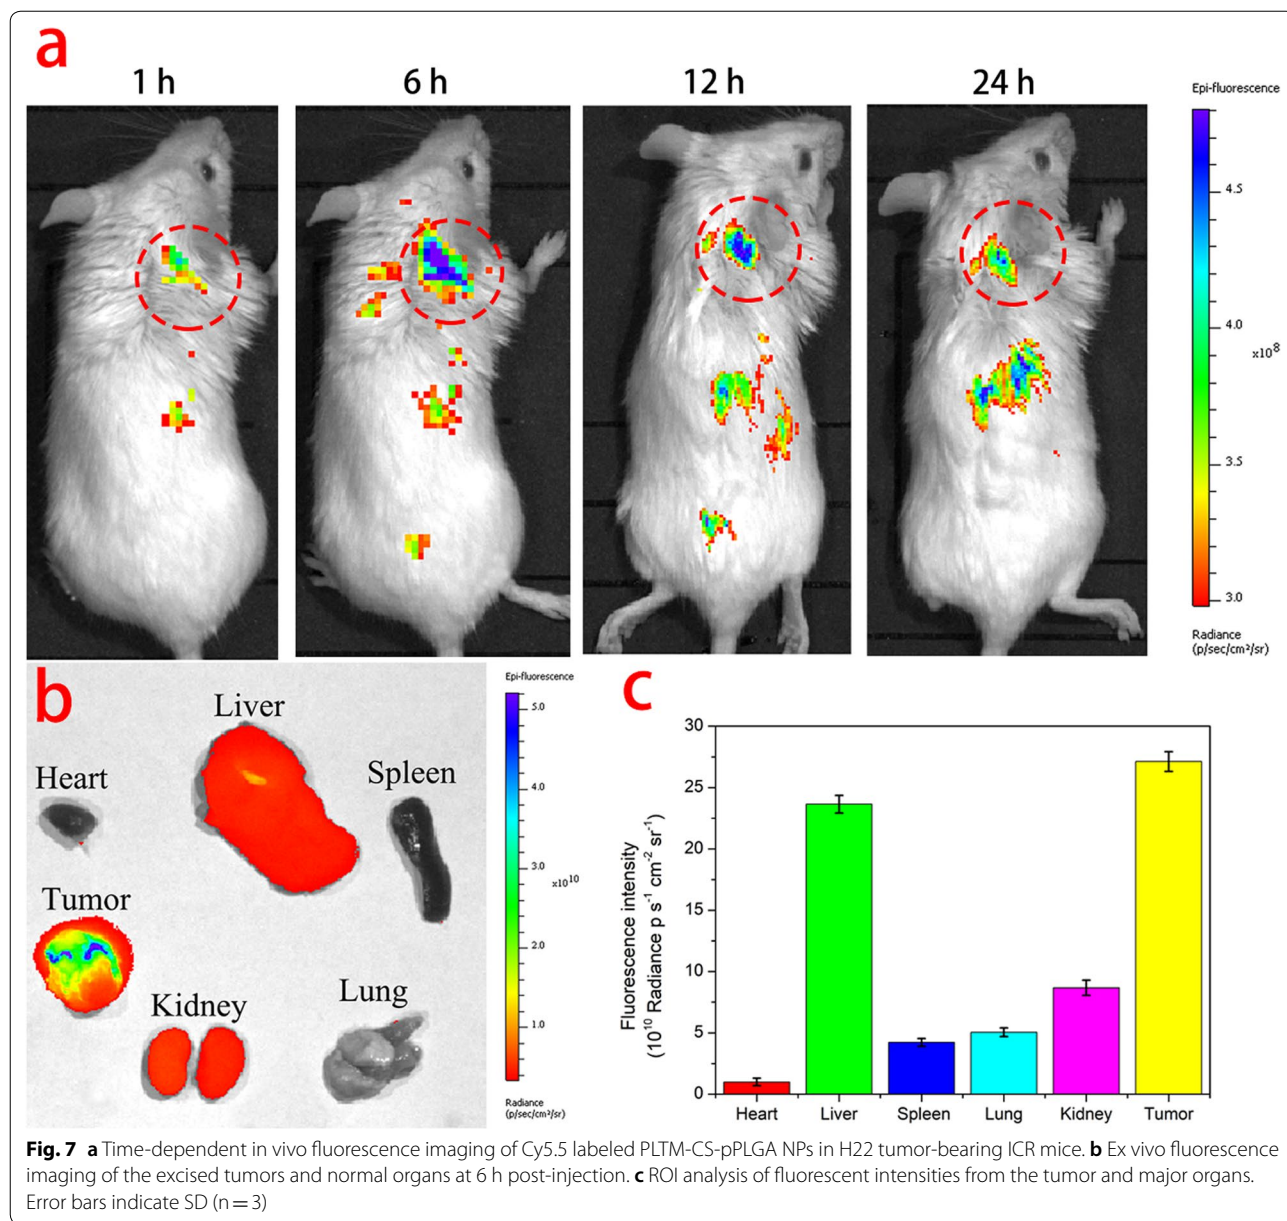 a
1 h
6 h
12 h
24 h
Epi-fluorescence
4.5
4.0
x10⁸
3.5
3.0
Radiance
(p/sec/cm²/sr)
b
Liver
Heart
Spleen
Tumor
Kidney
Lung
Epi-fluorescence
5.0
4.0
3.0
x10¹⁰
2.0
1.0
Radiance
(p/sec/cm²/sr)
c
Fluorescence intensity
(10¹⁰ Radiance p s⁻¹ cm⁻² sr⁻¹)
30
25
20
15
10
5
0
Heart Liver Spleen Lung Kidney Tumor
Fig. 7 a Time-dependent in vivo fluorescence imaging of Cy5.5 labeled PLTM-CS-pPLGA NPs in H22 tumor-bearing ICR mice. b Ex vivo fluorescence
imaging of the excised tumors and normal organs at 6 h post-injection. c ROI analysis of fluorescent intensities from the tumor and major organs.
Error bars indicate SD (n = 3)